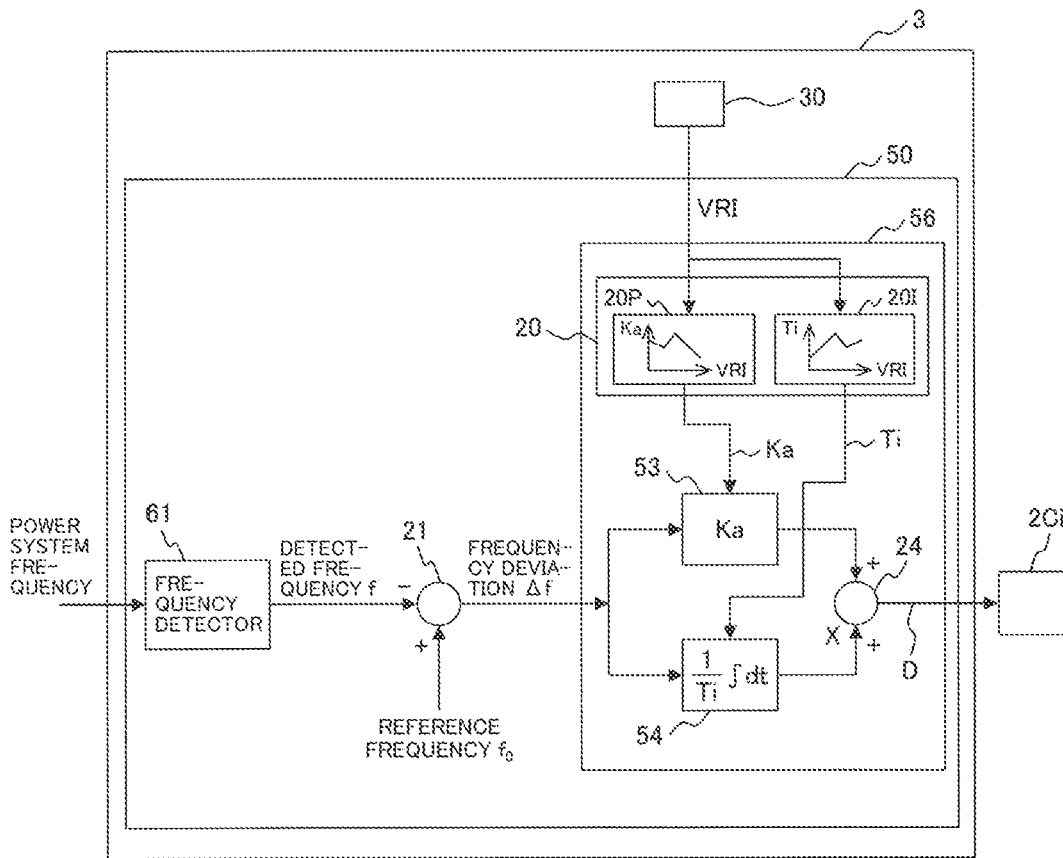 3
30
50
VRI
56
20P
20I
20
Ka
VRI
Ti
VRI
Ka
Ti
53
Ka
POWER
SYSTEM
FRE-
QUENCY
61
FRE-
QUENCY
DETECTOR
DETECT-
ED FRE-
QUENCY f
21
−
+
FREQUEN-
CY DEVIA-
TION Δf
REFERENCE
FREQUENCY f₀
1
Ti
∫dt
54
+
24
X
+
D
2Ci